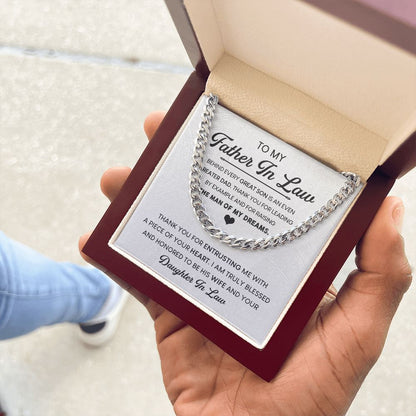 TO MY
Father In Law
BEHIND EVERY GREAT SON IS AN EVEN
GREATER DAD. THANK YOU FOR LEADING
BY EXAMPLE AND FOR RAISING
THE MAN OF MY DREAMS.
THANK YOU FOR ENTRUSTING ME WITH
A PIECE OF YOUR HEART. I AM TRULY BLESSED
AND HONORED TO BE HIS WIFE AND YOUR
Daughter In Law